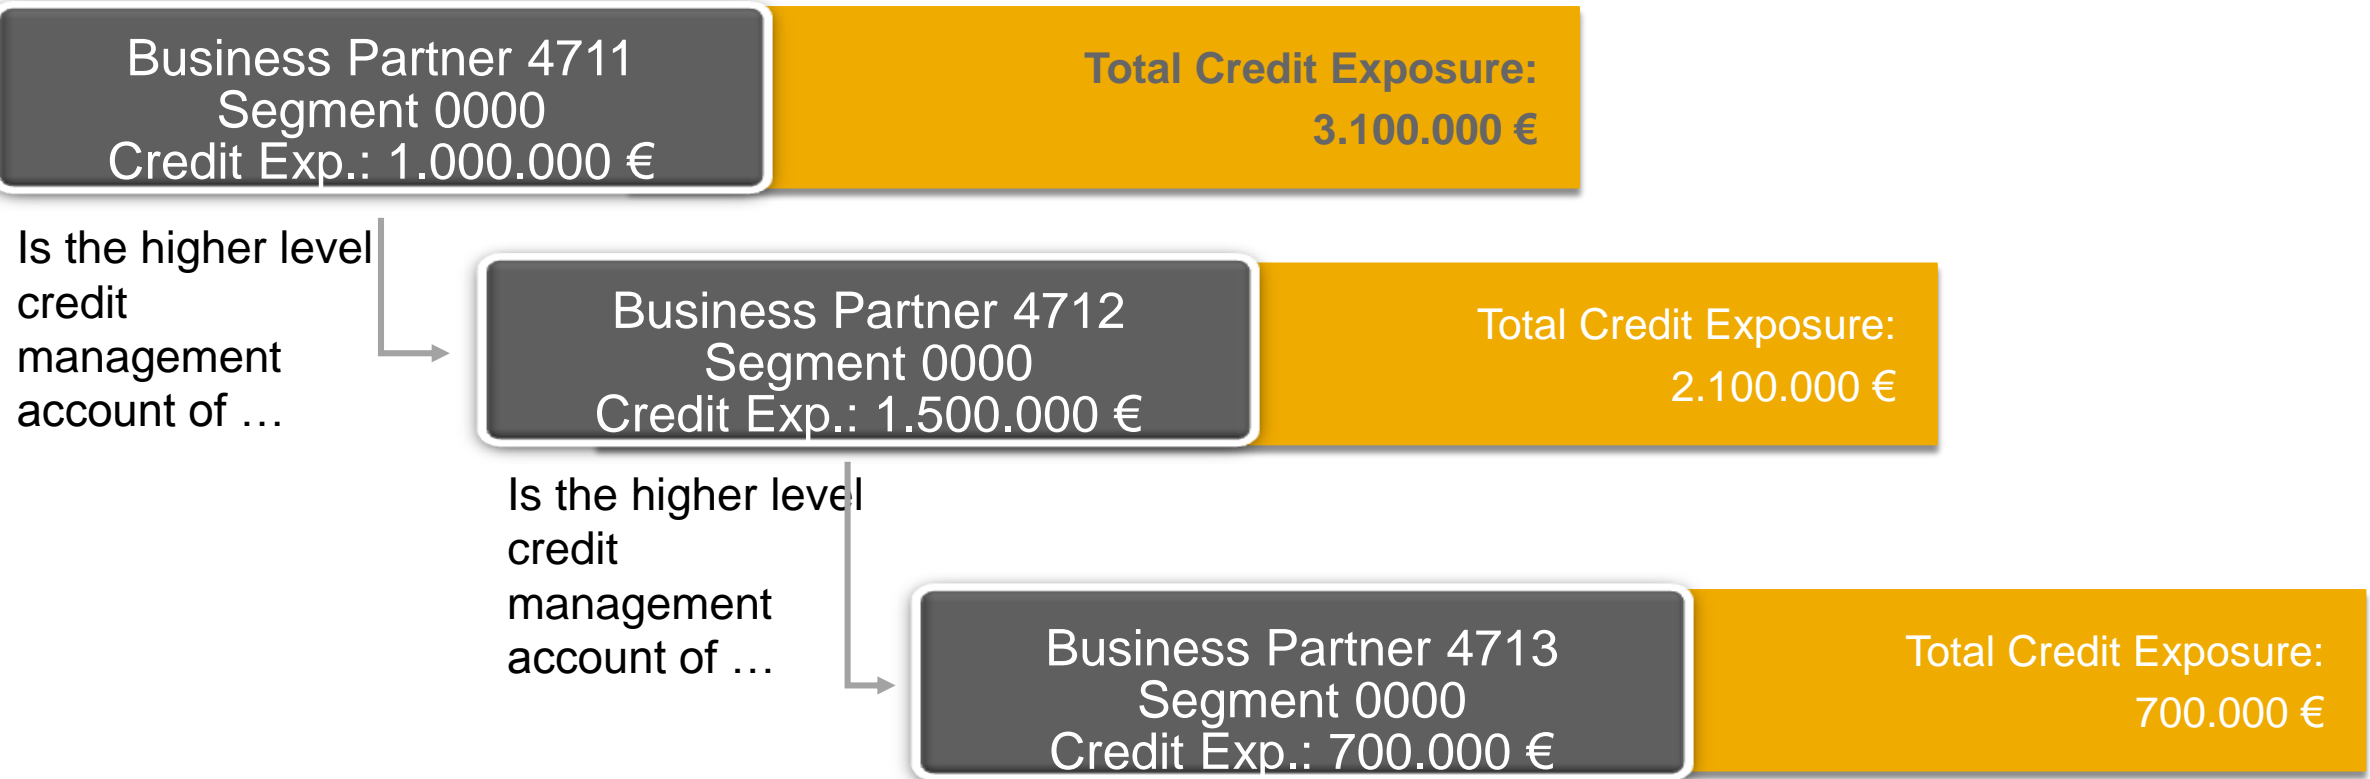 Business Partner 4711
Segment 0000
Credit Exp.: 1.000.000 €
Total Credit Exposure:
3.100.000 €
Is the higher level
credit
management
account of …
Business Partner 4712
Segment 0000
Credit Exp.: 1.500.000 €
Total Credit Exposure:
2.100.000 €
Is the higher level
credit
management
account of …
Business Partner 4713
Segment 0000
Credit Exp.: 700.000 €
Total Credit Exposure:
700.000 €